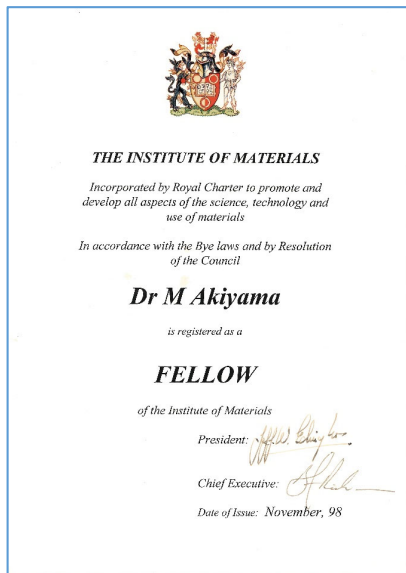 THE INSTITUTE OF MATERIALS
Incorporated by Royal Charter to promote and
develop all aspects of the science, technology and
use of materials
In accordance with the Bye laws and by Resolution
of the Council
Dr M Akiyama
is registered as a
FELLOW
of the Institute of Materials
President:
Chief Executive:
Date of Issue: November, 98